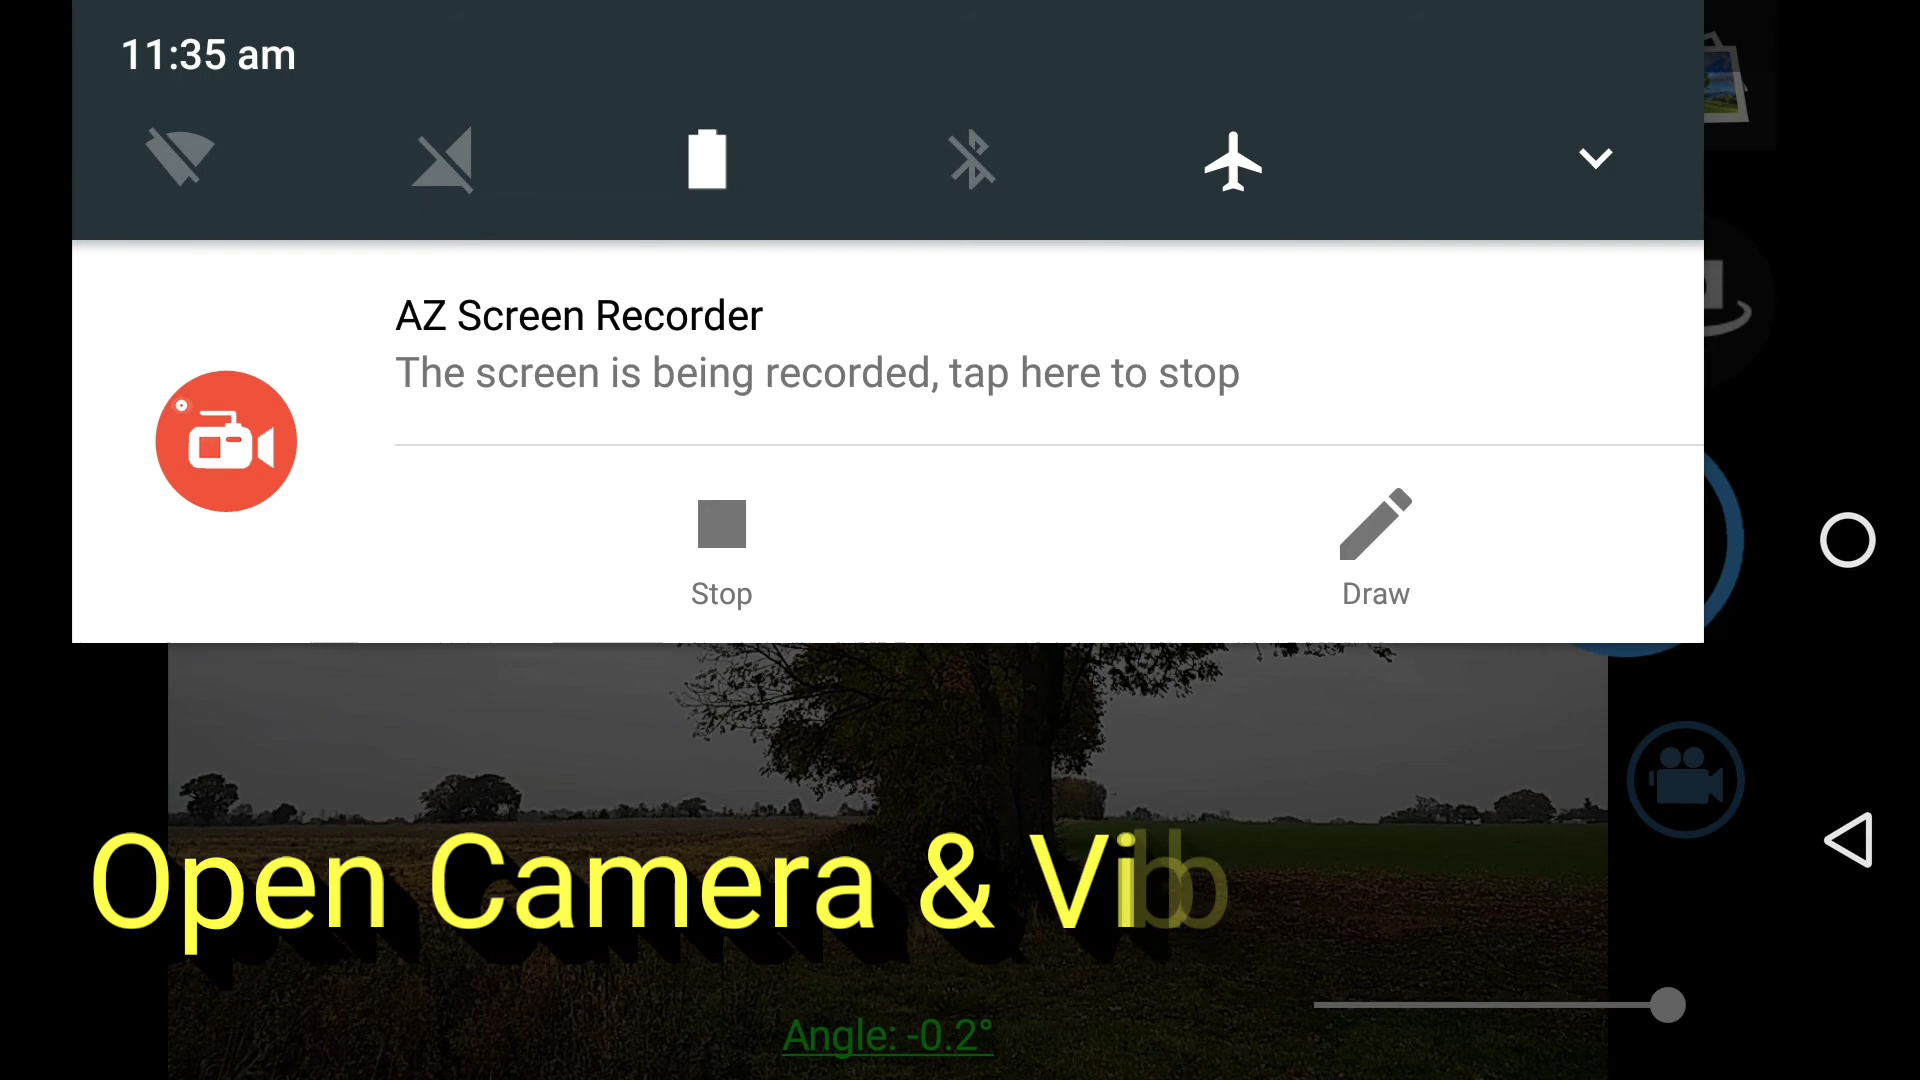 11:35 am
AZ Screen Recorder
The screen is being recorded, tap here to stop
Stop
Draw
Open Camera &
Angle: -0.2°